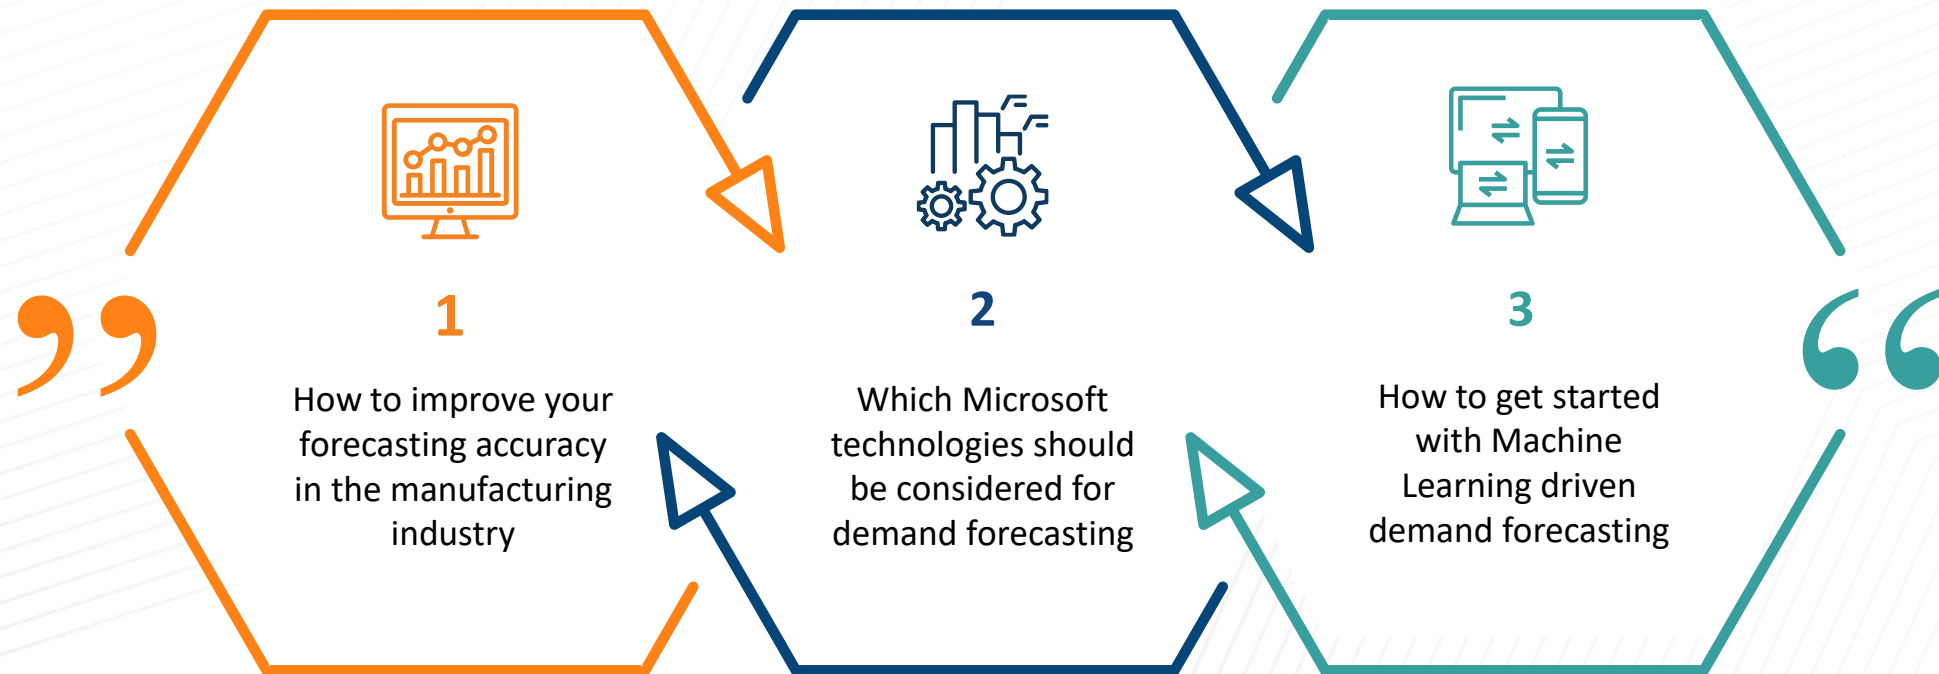 ”
1
How to improve your
forecasting accuracy
in the manufacturing
industry
2
Which Microsoft
technologies should
be considered for
demand forecasting
3
How to get started
with Machine
Learning driven
demand forecasting
“